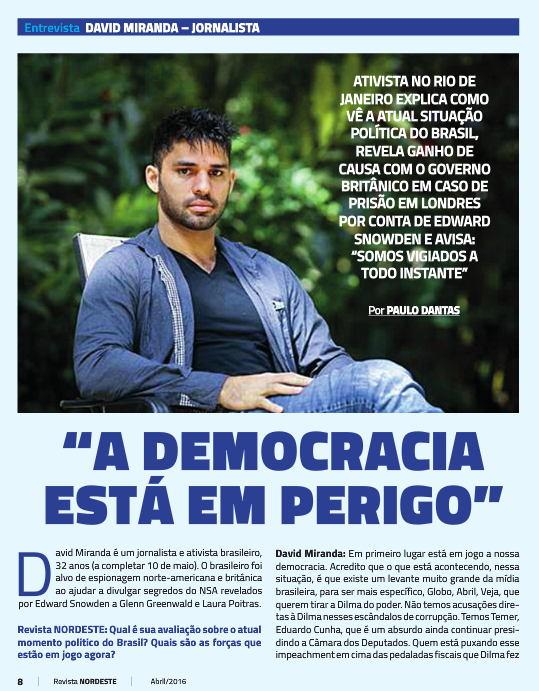 Entrevista DAVID MIRANDA – JORNALISTA
ATIVISTA NO RIO DE
JANEIRO EXPLICA COMO
VÊ A ATUAL SITUAÇÃO
POLÍTICA DO BRASIL,
REVELA GANHO DE
CAUSA COM O GOVERNO
BRITÂNICO EM CASO DE
PRISÃO EM LONDRES
POR CONTA DE EDWARD
SNOWDEN E AVISA:
“SOMOS VIGIADOS A
TODO INSTANTE”
Por PAULO DANTAS
“A DEMOCRACIA
ESTÁ EM PERIGO”
David Miranda é um jornalista e ativista brasileiro,
32 anos (a completar 10 de maio). O brasileiro foi
alvo de espionagem norte-americana e britânica
ao ajudar a divulgar segredos do NSA revelados
por Edward Snowden a Glenn Greenwald e Laura Poitras.
Revista NORDESTE: Qual é sua avaliação sobre o atual
momento político do Brasil? Quais são as forças que
estão em jogo agora?
David Miranda: Em primeiro lugar está em jogo a nossa
democracia. Acredito que o que está acontecendo, nessa
situação, é que existe um levante muito grande da mídia
brasileira, para ser mais específico, Globo, Abril, Veja, que
querem tirar a Dilma do poder. Não temos acusações dire-
tas à Dilma nesses escândalos de corrupção. Temos Temer,
Eduardo Cunha, que é um absurdo ainda continuar presi-
dindo a Câmara dos Deputados. Quem está puxando esse
impeachment em cima das pedaladas fiscais que Dilma fez
8 Revista NORDESTE Abril/2016